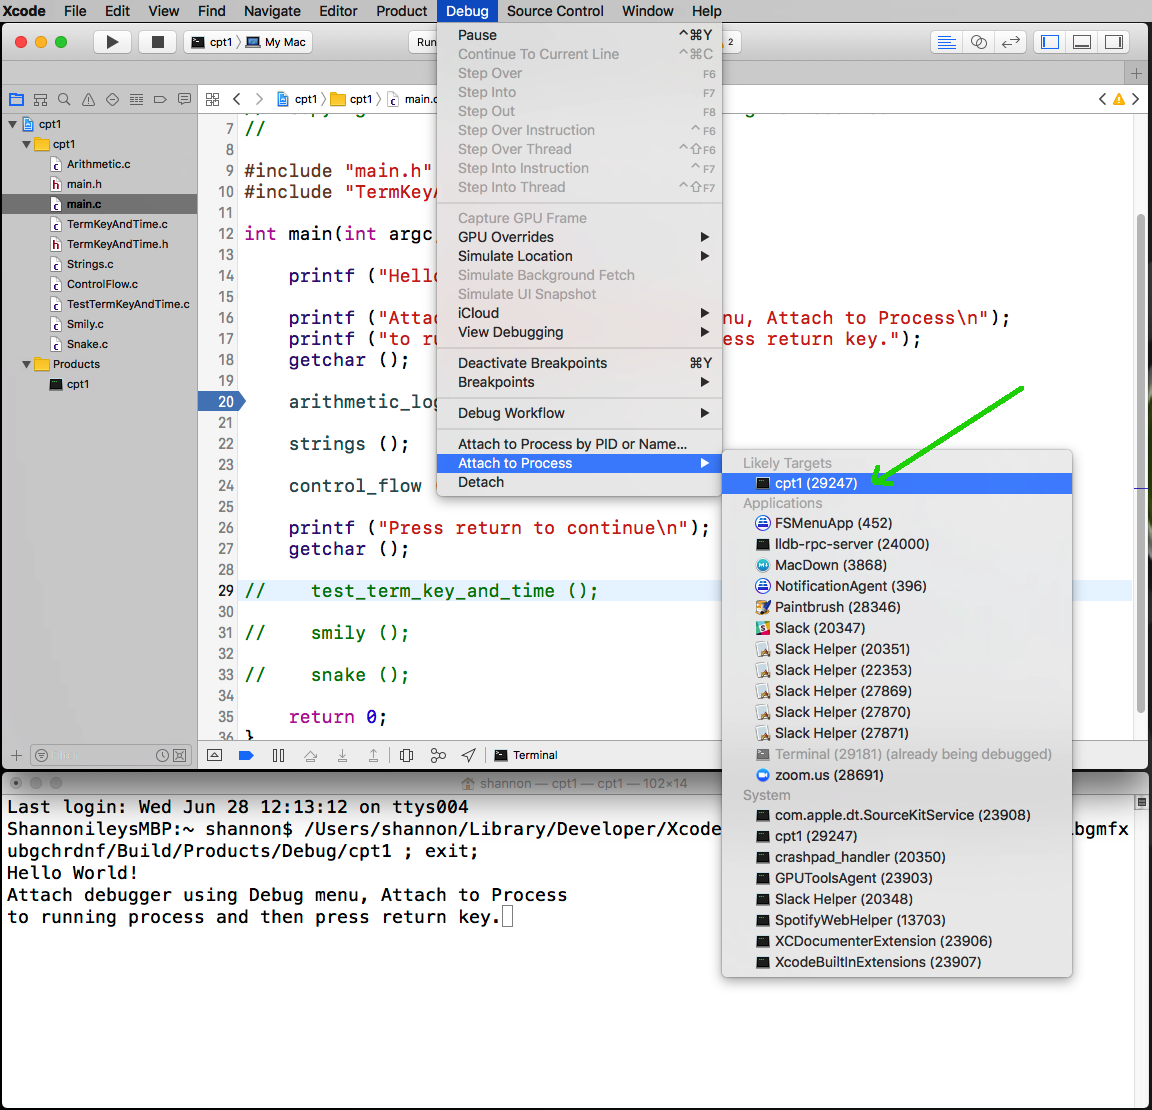 Xcode File Edit View Find Navigate Editor Product Debug Source Control Window Help
cpt1 My Mac
Run
2
Pause ^⌘Y
Continue To Current Line ^⌘C
Step Over F6
Step Into F7
Step Out F8
Step Over Instruction ^F6
Step Over Thread ^⇧F6
Step Into Instruction ^F7
Step Into Thread ^⇧F7
Capture GPU Frame
GPU Overrides
Simulate Location
Simulate Background Fetch
Simulate UI Snapshot
iCloud
View Debugging
Deactivate Breakpoints ⌘Y
Breakpoints
Debug Workflow
Attach to Process by PID or Name...
Attach to Process
Detach
Likely Targets
cpt1 (29247)
Applications
FSMenuApp (452)
lldb-rpc-server (24000)
MacDown (3868)
NotificationAgent (396)
Paintbrush (28346)
Slack (20347)
Slack Helper (20351)
Slack Helper (22353)
Slack Helper (27869)
Slack Helper (27870)
Slack Helper (27871)
Terminal (29181) (already being debugged)
zoom.us (28691)
System
com.apple.dt.SourceKitService (23908)
cpt1 (29247)
crashpad_handler (20350)
GPUToolsAgent (23903)
Slack Helper (20348)
SpotifyWebHelper (13703)
XCDocumenterExtension (23906)
XcodeBuiltInExtensions (23907)
cpt1
cpt1
Arithmetic.c
main.h
main.c
TermKeyAndTime.c
TermKeyAndTime.h
Strings.c
ControlFlow.c
TestTermKeyAndTime.c
Smily.c
Snake.c
Products
cpt1
cpt1 cpt1 main.c
7 //
8
9 #include "main.h"
10 #include "TermKeyA
11
12 int main(int argc,
13
14 printf ("Hello
15
16 printf ("Attac nu, Attach to Process\n");
17 printf ("to ru ess return key.");
18 getchar ();
19
20 arithmetic_log
21
22 strings ();
23
24 control_flow (
25
26 printf ("Press return to continue\n");
27 getchar ();
28
29 // test_term_key_and_time ();
30
31 // smily ();
32
33 // snake ();
34
35 return 0;
36 }
Terminal
shannon — cpt1 — cpt1 — 102×14
Last login: Wed Jun 28 12:13:12 on ttys004
ShannonileysMBP:~ shannon$ /Users/shannon/Library/Developer/Xcode bgmfx
ubgchrdnf/Build/Products/Debug/cpt1 ; exit;
Hello World!
Attach debugger using Debug menu, Attach to Process
to running process and then press return key.